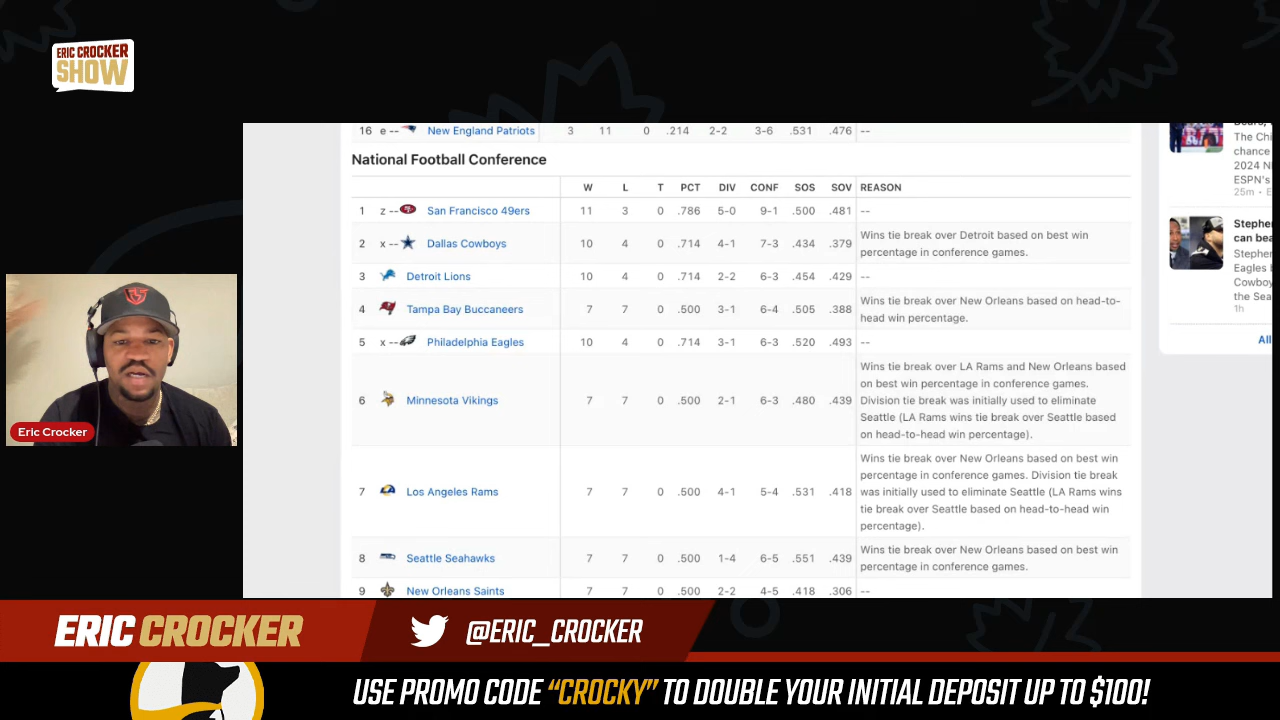 ERIC CROCKER
SHOW
16 e -- New England Patriots 3 11 0 .214 2-2 3-6 .531 .476 --
National Football Conference
W L T PCT DIV CONF SOS SOV REASON
1 z -- San Francisco 49ers 11 3 0 .786 5-0 9-1 .500 .481 --
2 x -- Dallas Cowboys 10 4 0 .714 4-1 7-3 .434 .379 Wins tie break over Detroit based on best win
percentage in conference games.
3 Detroit Lions 10 4 0 .714 2-2 6-3 .454 .429 --
4 Tampa Bay Buccaneers 7 7 0 .500 3-1 6-4 .505 .388 Wins tie break over New Orleans based on head-to-
head win percentage.
5 x -- Philadelphia Eagles 10 4 0 .714 3-1 6-3 .520 .493 --
6 Minnesota Vikings 7 7 0 .500 2-1 6-3 .480 .439 Wins tie break over LA Rams and New Orleans based
on best win percentage in conference games.
Division tie break was initially used to eliminate
Seattle (LA Rams wins tie break over Seattle based
on head-to-head win percentage).
7 Los Angeles Rams 7 7 0 .500 4-1 5-4 .531 .418 Wins tie break over New Orleans based on best win
percentage in conference games. Division tie break
was initially used to eliminate Seattle (LA Rams wins
tie break over Seattle based on head-to-head win
percentage).
8 Seattle Seahawks 7 7 0 .500 1-4 6-5 .551 .439 Wins tie break over New Orleans based on best win
percentage in conference games.
9 New Orleans Saints 7 7 0 .500 2-2 4-5 .418 .306 --
The Chi
chance
2024 N
ESPN's
25m
Stepher
can bea
Stephen
Eagles
Cowboy
the Sea
1h
All
Eric Crocker
ERIC CROCKER
@ERIC_CROCKER
USE PROMO CODE “CROCKY” TO DOUBLE YOUR INITIAL DEPOSIT UP TO $100!